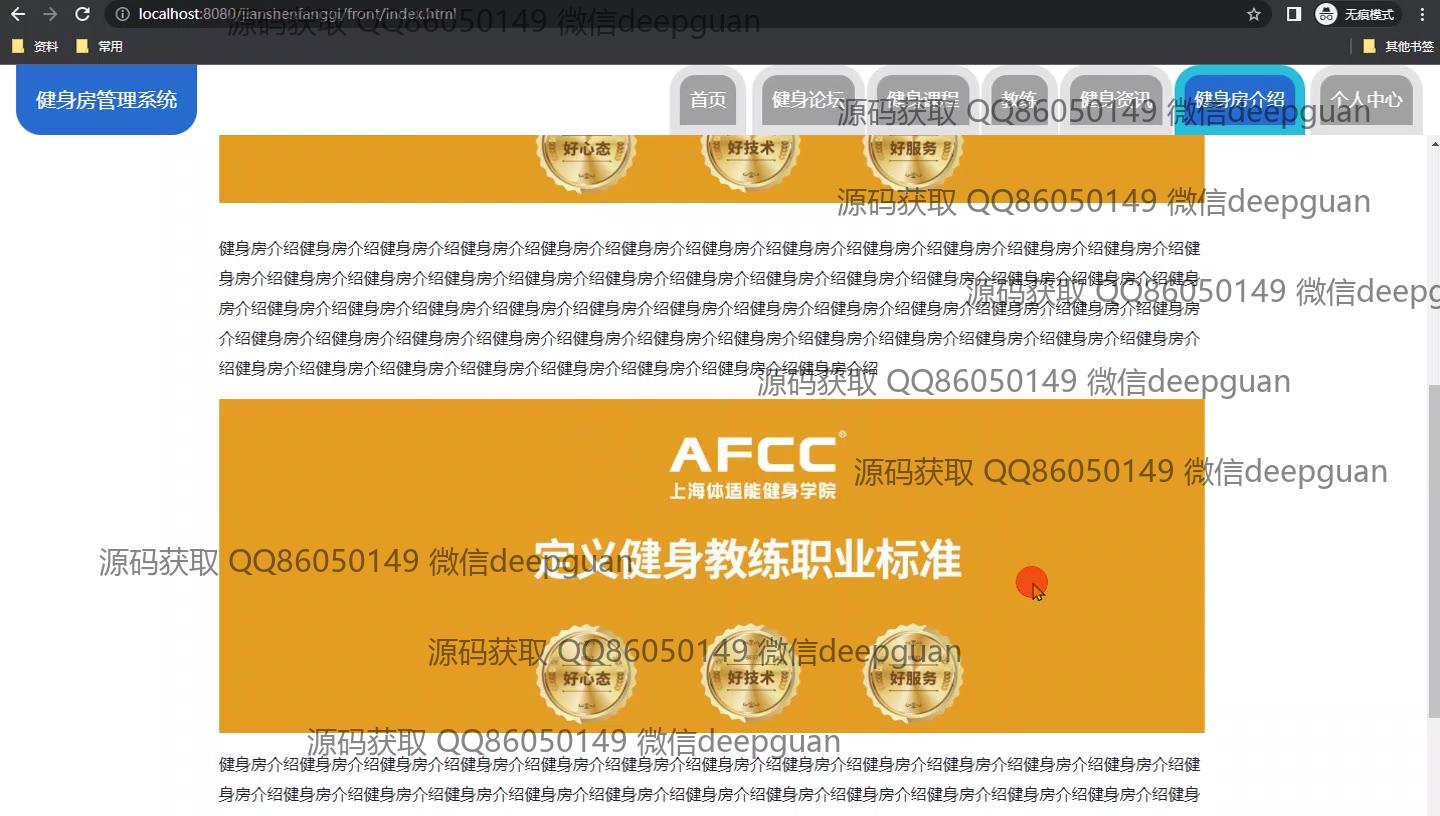 localhost:8080/jianshenfanggl/front/index.html
无痕模式
源码获取 QQ86050149 微信deepguan
资料
常用
其他书签
健身房管理系统
首页
健身论坛
健身课程
教练
健身资讯
健身房介绍
个人中心
源码获取 QQ86050149 微信deepguan
好心态
好技术
好服务
源码获取 QQ86050149 微信deepguan
健身房介绍健身房介绍健身房介绍健身房介绍健身房介绍健身房介绍健身房介绍健身房介绍健身房介绍健身房介绍健身房介绍健身房介绍健
身房介绍健身房介绍健身房介绍健身房介绍健身房介绍健身房介绍健身房介绍健身房介绍健身房介绍健身房介绍健身房介绍健身房介绍健身
房介绍健身房介绍健身房介绍健身房介绍健身房介绍健身房介绍健身房介绍健身房介绍健身房介绍健身房介绍健身房介绍健身房介绍健身房
介绍健身房介绍健身房介绍健身房介绍健身房介绍健身房介绍健身房介绍健身房介绍健身房介绍健身房介绍健身房介绍健身房介绍健身房介
绍健身房介绍健身房介绍健身房介绍健身房介绍健身房介绍健身房介绍健身房介绍健身房介绍
源码获取 QQ86050149 微信deepg
源码获取 QQ86050149 微信deepguan
AFCC®
上海体适能健身学院
源码获取 QQ86050149 微信deepguan
定义健身教练职业标准
源码获取 QQ86050149 微信deepguan
源码获取 QQ86050149 微信deepguan
好心态
好技术
好服务
源码获取 QQ86050149 微信deepguan
健身房介绍健身房介绍健身房介绍健身房介绍健身房介绍健身房介绍健身房介绍健身房介绍健身房介绍健身房介绍健身房介绍健身房介绍健
身房介绍健身房介绍健身房介绍健身房介绍健身房介绍健身房介绍健身房介绍健身房介绍健身房介绍健身房介绍健身房介绍健身房介绍健身